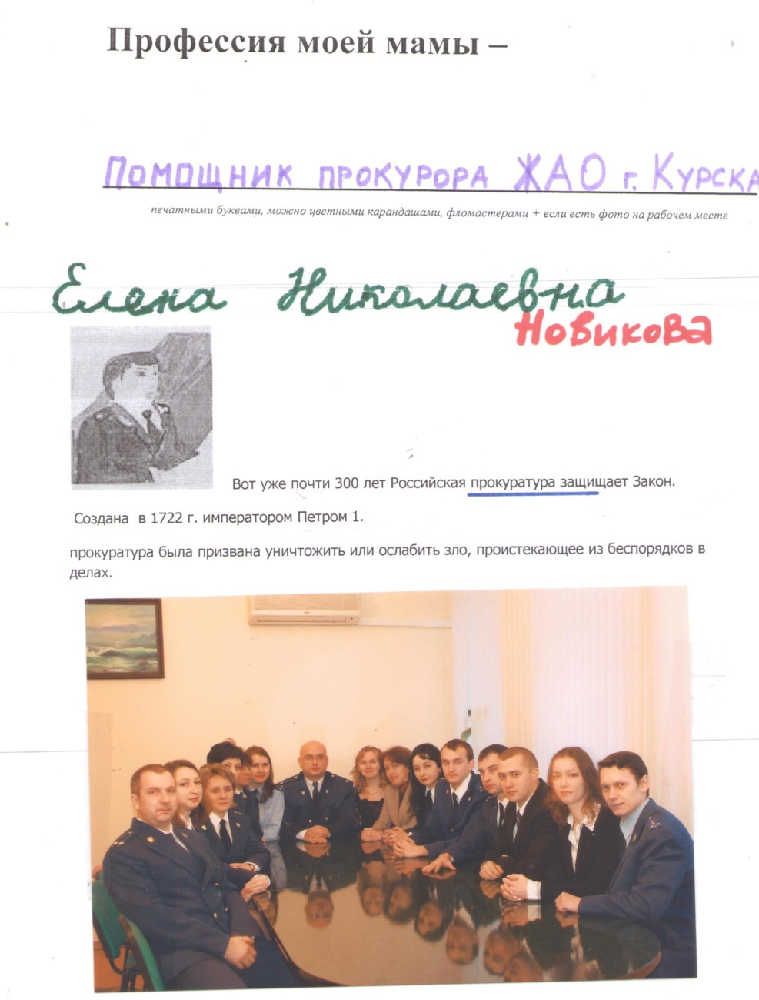 Профессия моей мамы –
Помощник прокурора ЖАО г. Курска
печатными буквами, можно цветными карандашами, фломастерами + если есть фото на рабочем месте
Елена Николаевна
Новикова
Вот уже почти 300 лет Российская прокуратура защищает Закон.
Создана в 1722 г. императором Петром 1.
прокуратура была призвана уничтожить или ослабить зло, проистекающее из беспорядков в
делах.